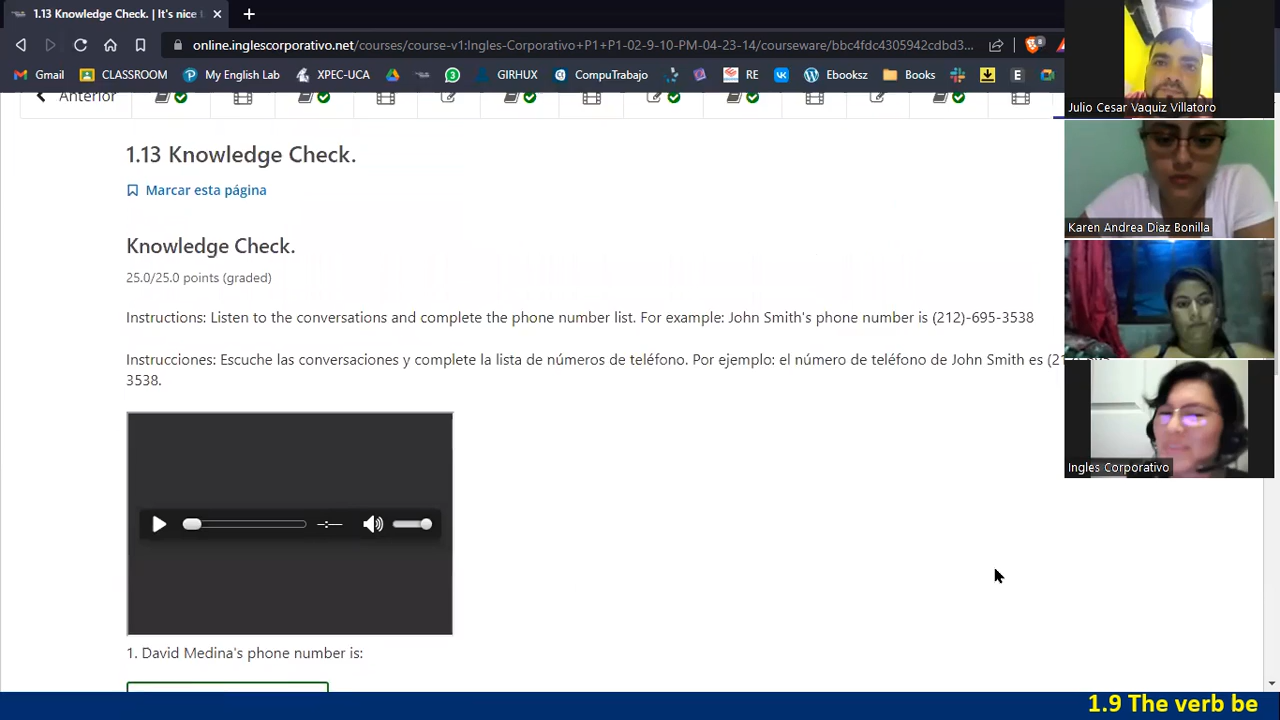 1.13 Knowledge Check. | It's nice
online.inglescorporativo.net/courses/course-v1:Ingles-Corporativo+P1+P1-02-9-10-PM-04-23-14/courseware/bbc4fdc4305942cdbd3...
Gmail CLASSROOM My English Lab XPEC-UCA 3 GIRHUX CompuTrabajo RE Wordpress Ebooksz Books
Anterior
1.13 Knowledge Check.
Marcar esta página
Knowledge Check.
25.0/25.0 points (graded)
Instructions: Listen to the conversations and complete the phone number list. For example: John Smith's phone number is (212)-695-3538
Instrucciones: Escuche las conversaciones y complete la lista de números de teléfono. Por ejemplo: el número de teléfono de John Smith es
3538.
-:--
1. David Medina's phone number is:
Julio Cesar Vaquiz Villatoro
Karen Andrea Diaz Bonilla
Ingles Corporativo
1.9 The verb be